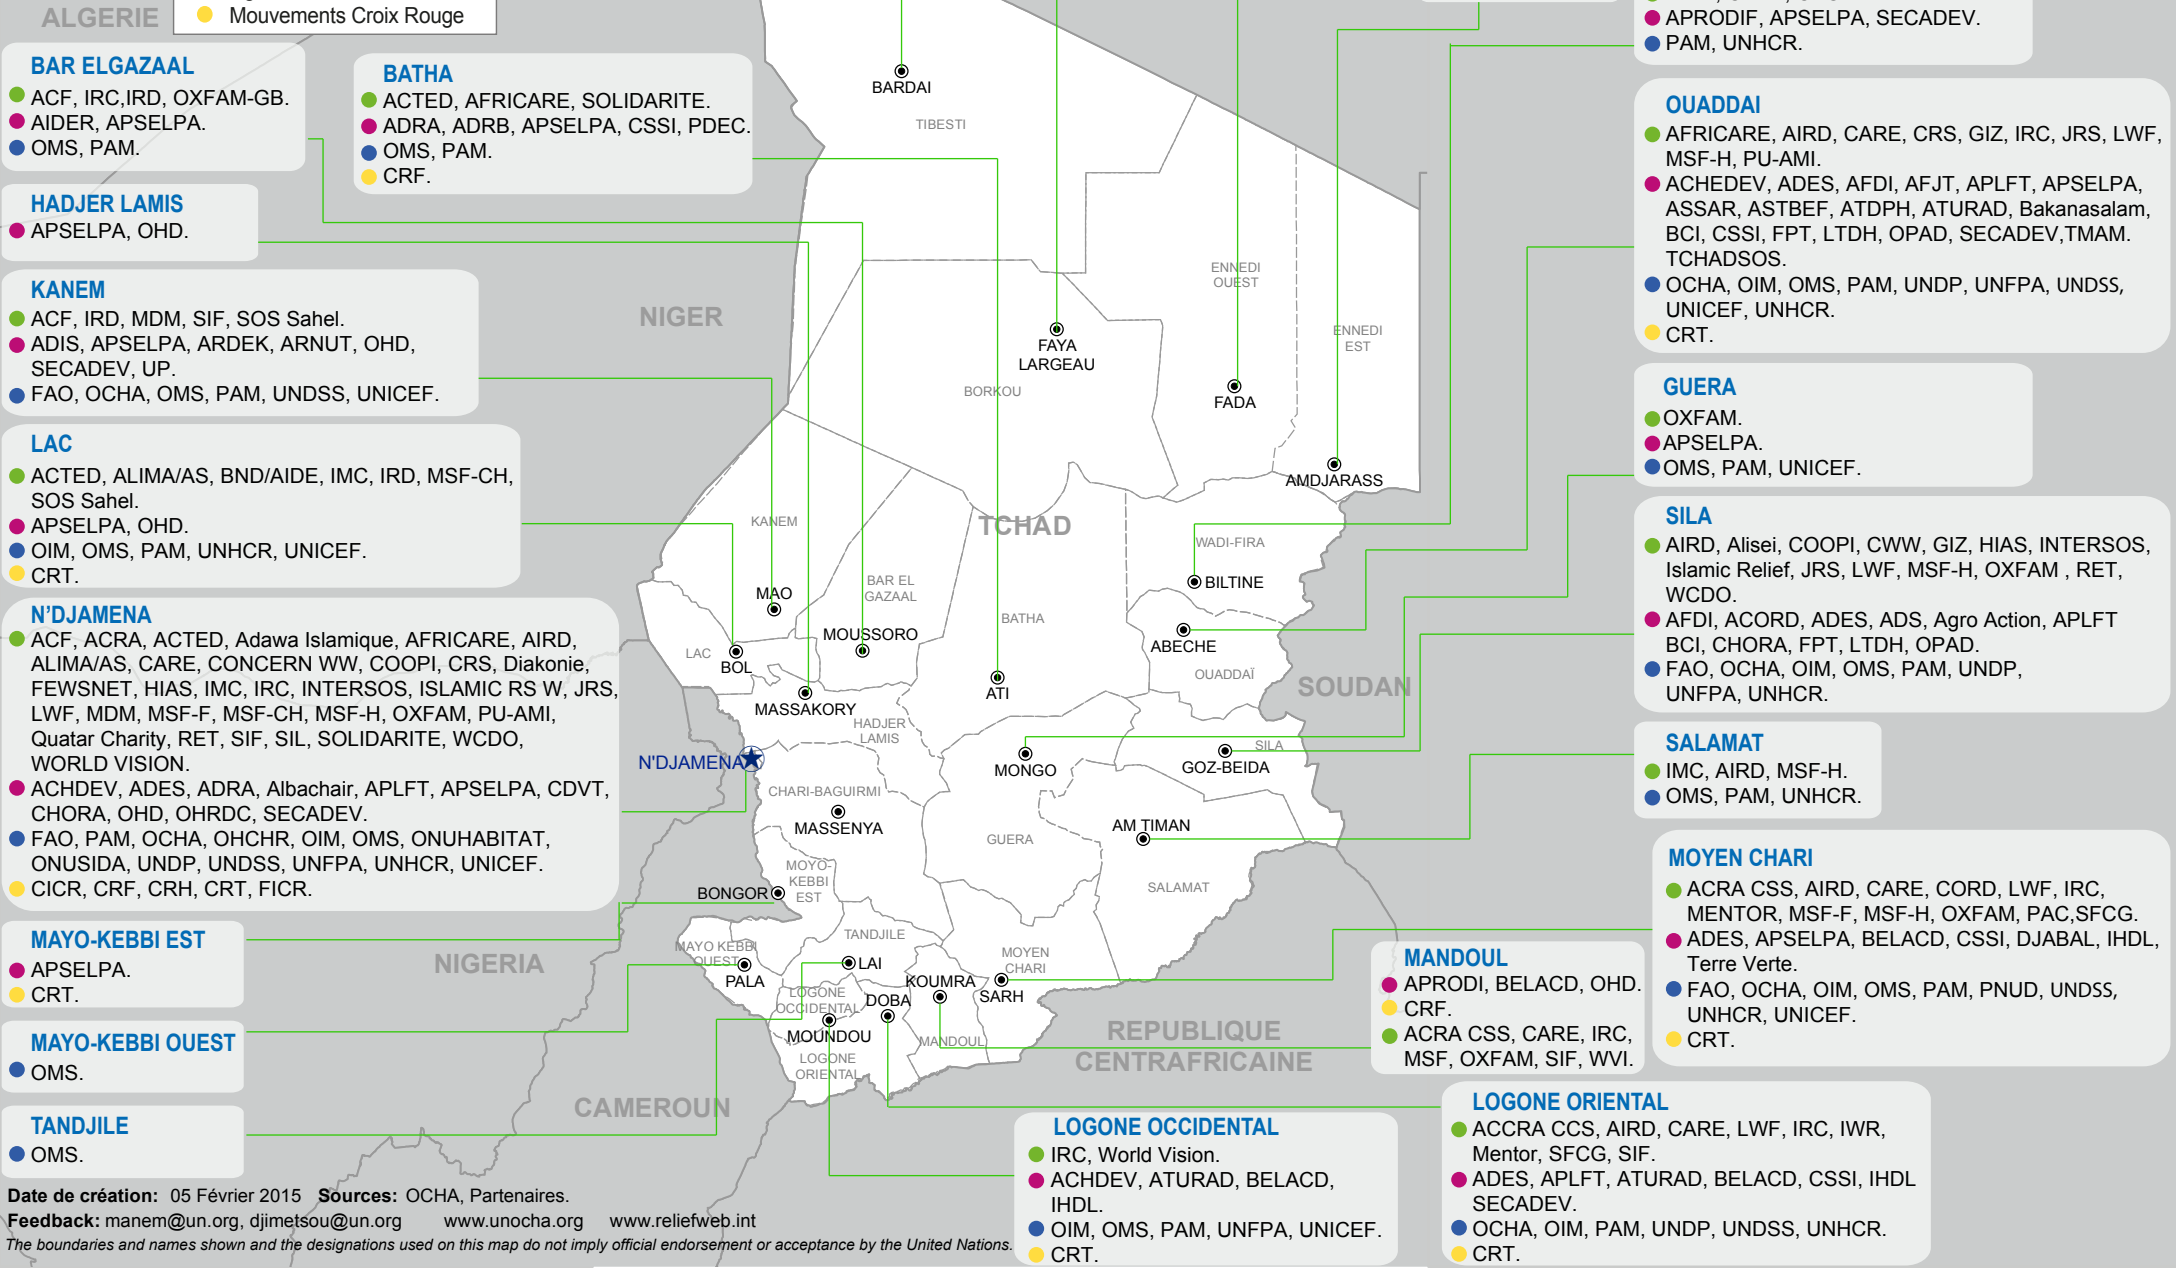 ALGERIE
Mouvements Croix Rouge
BAR ELGAZAAL
ACF, IRC,IRD, OXFAM-GB.
AIDER, APSELPA.
OMS, PAM.
BATHA
ACTED, AFRICARE, SOLIDARITE.
ADRA, ADRB, APSELPA, CSSI, PDEC.
OMS, PAM.
CRF.
HADJER LAMIS
APSELPA, OHD.
KANEM
ACF, IRD, MDM, SIF, SOS Sahel.
ADIS, APSELPA, ARDEK, ARNUT, OHD,
SECADEV, UP.
FAO, OCHA, OMS, PAM, UNDSS, UNICEF.
LAC
ACTED, ALIMA/AS, BND/AIDE, IMC, IRD, MSF-CH,
SOS Sahel.
APSELPA, OHD.
OIM, OMS, PAM, UNHCR, UNICEF.
CRT.
N’DJAMENA
ACF, ACRA, ACTED, Adawa Islamique, AFRICARE, AIRD,
ALIMA/AS, CARE, CONCERN WW, COOPI, CRS, Diakonie,
FEWSNET, HIAS, IMC, IRC, INTERSOS, ISLAMIC RS W, JRS,
LWF, MDM, MSF-F, MSF-CH, MSF-H, OXFAM, PU-AMI,
Quatar Charity, RET, SIF, SIL, SOLIDARITE, WCDO,
WORLD VISION.
ACHDEV, ADES, ADRA, Albachair, APLFT, APSELPA, CDVT,
CHORA, OHD, OHRDC, SECADEV.
FAO, PAM, OCHA, OHCHR, OIM, OMS, ONUHABITAT,
ONUSIDA, UNDP, UNDSS, UNFPA, UNHCR, UNICEF.
CICR, CRF, CRH, CRT, FICR.
MAYO-KEBBI EST
APSELPA.
CRT.
MAYO-KEBBI OUEST
OMS.
TANDJILE
OMS.
BARDAI
TIBESTI
NIGER
ENNEDI
OUEST
ENNEDI
EST
FAYA
LARGEAU
BORKOU
FADA
AMDJARASS
TCHAD
KANEM
WADI-FIRA
BILTINE
BAR EL
GAZAAL
MAO
BATHA
MOUSSORO
ABECHE
LAC
BOL
OUADDAÏ
SOUDAN
ATI
MASSAKORY
HADJER
LAMIS
SILA
N'DJAMENA
MONGO
GOZ-BEIDA
CHARI-BAGUIRMI
MASSENYA
AM TIMAN
GUERA
MOYO-
KEBBI
EST
SALAMAT
BONGOR
TANDJILE
MAYO KEBBI
OUEST
MOYEN
CHARI
NIGERIA
LAI
PALA
KOUMRA
SARH
LOGONE
OCCIDENTAL
DOBA
MOUNDOU
MANDOUL
LOGONE
ORIENTAL
REPUBLIQUE
CENTRAFRICAINE
CAMEROUN
APRODIF, APSELPA, SECADEV.
PAM, UNHCR.
OUADDAI
AFRICARE, AIRD, CARE, CRS, GIZ, IRC, JRS, LWF,
MSF-H, PU-AMI.
ACHEDEV, ADES, AFDI, AFJT, APLFT, APSELPA,
ASSAR, ASTBEF, ATDPH, ATURAD, Bakanasalam,
BCI, CSSI, FPT, LTDH, OPAD, SECADEV,TMAM.
TCHADSOS.
OCHA, OIM, OMS, PAM, UNDP, UNFPA, UNDSS,
UNICEF, UNHCR.
CRT.
GUERA
OXFAM.
APSELPA.
OMS, PAM, UNICEF.
SILA
AIRD, Alisei, COOPI, CWW, GIZ, HIAS, INTERSOS,
Islamic Relief, JRS, LWF, MSF-H, OXFAM , RET,
WCDO.
AFDI, ACORD, ADES, ADS, Agro Action, APLFT
BCI, CHORA, FPT, LTDH, OPAD.
FAO, OCHA, OIM, OMS, PAM, UNDP,
UNFPA, UNHCR.
SALAMAT
IMC, AIRD, MSF-H.
OMS, PAM, UNHCR.
MOYEN CHARI
ACRA CSS, AIRD, CARE, CORD, LWF, IRC,
MENTOR, MSF-F, MSF-H, OXFAM, PAC,SFCG.
ADES, APSELPA, BELACD, CSSI, DJABAL, IHDL,
Terre Verte.
FAO, OCHA, OIM, OMS, PAM, PNUD, UNDSS,
UNHCR, UNICEF.
CRT.
MANDOUL
APRODI, BELACD, OHD.
CRF.
ACRA CSS, CARE, IRC,
MSF, OXFAM, SIF, WVI.
LOGONE OCCIDENTAL
IRC, World Vision.
ACHDEV, ATURAD, BELACD,
IHDL.
OIM, OMS, PAM, UNFPA, UNICEF.
CRT.
LOGONE ORIENTAL
ACCRA CCS, AIRD, CARE, LWF, IRC, IWR,
Mentor, SFCG, SIF.
ADES, APLFT, ATURAD, BELACD, CSSI, IHDL
SECADEV.
OCHA, OIM, PAM, UNDP, UNDSS, UNHCR.
CRT.
Date de création: 05 Février 2015 Sources: OCHA, Partenaires.
Feedback: manem@un.org, djimetsou@un.org www.unocha.org www.reliefweb.int
The boundaries and names shown and the designations used on this map do not imply official endorsement or acceptance by the United Nations.